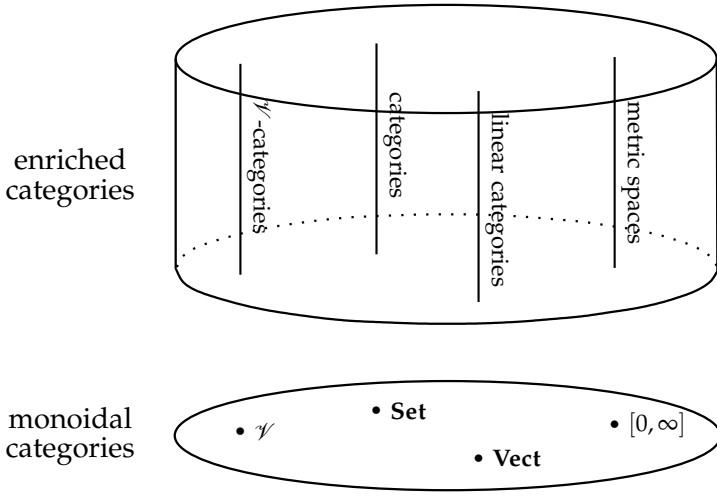 enriched
categories
𝒱-categories
categories
linear categories
metric spaces
monoidal
categories
𝒱
Set
Vect
[0, ∞]